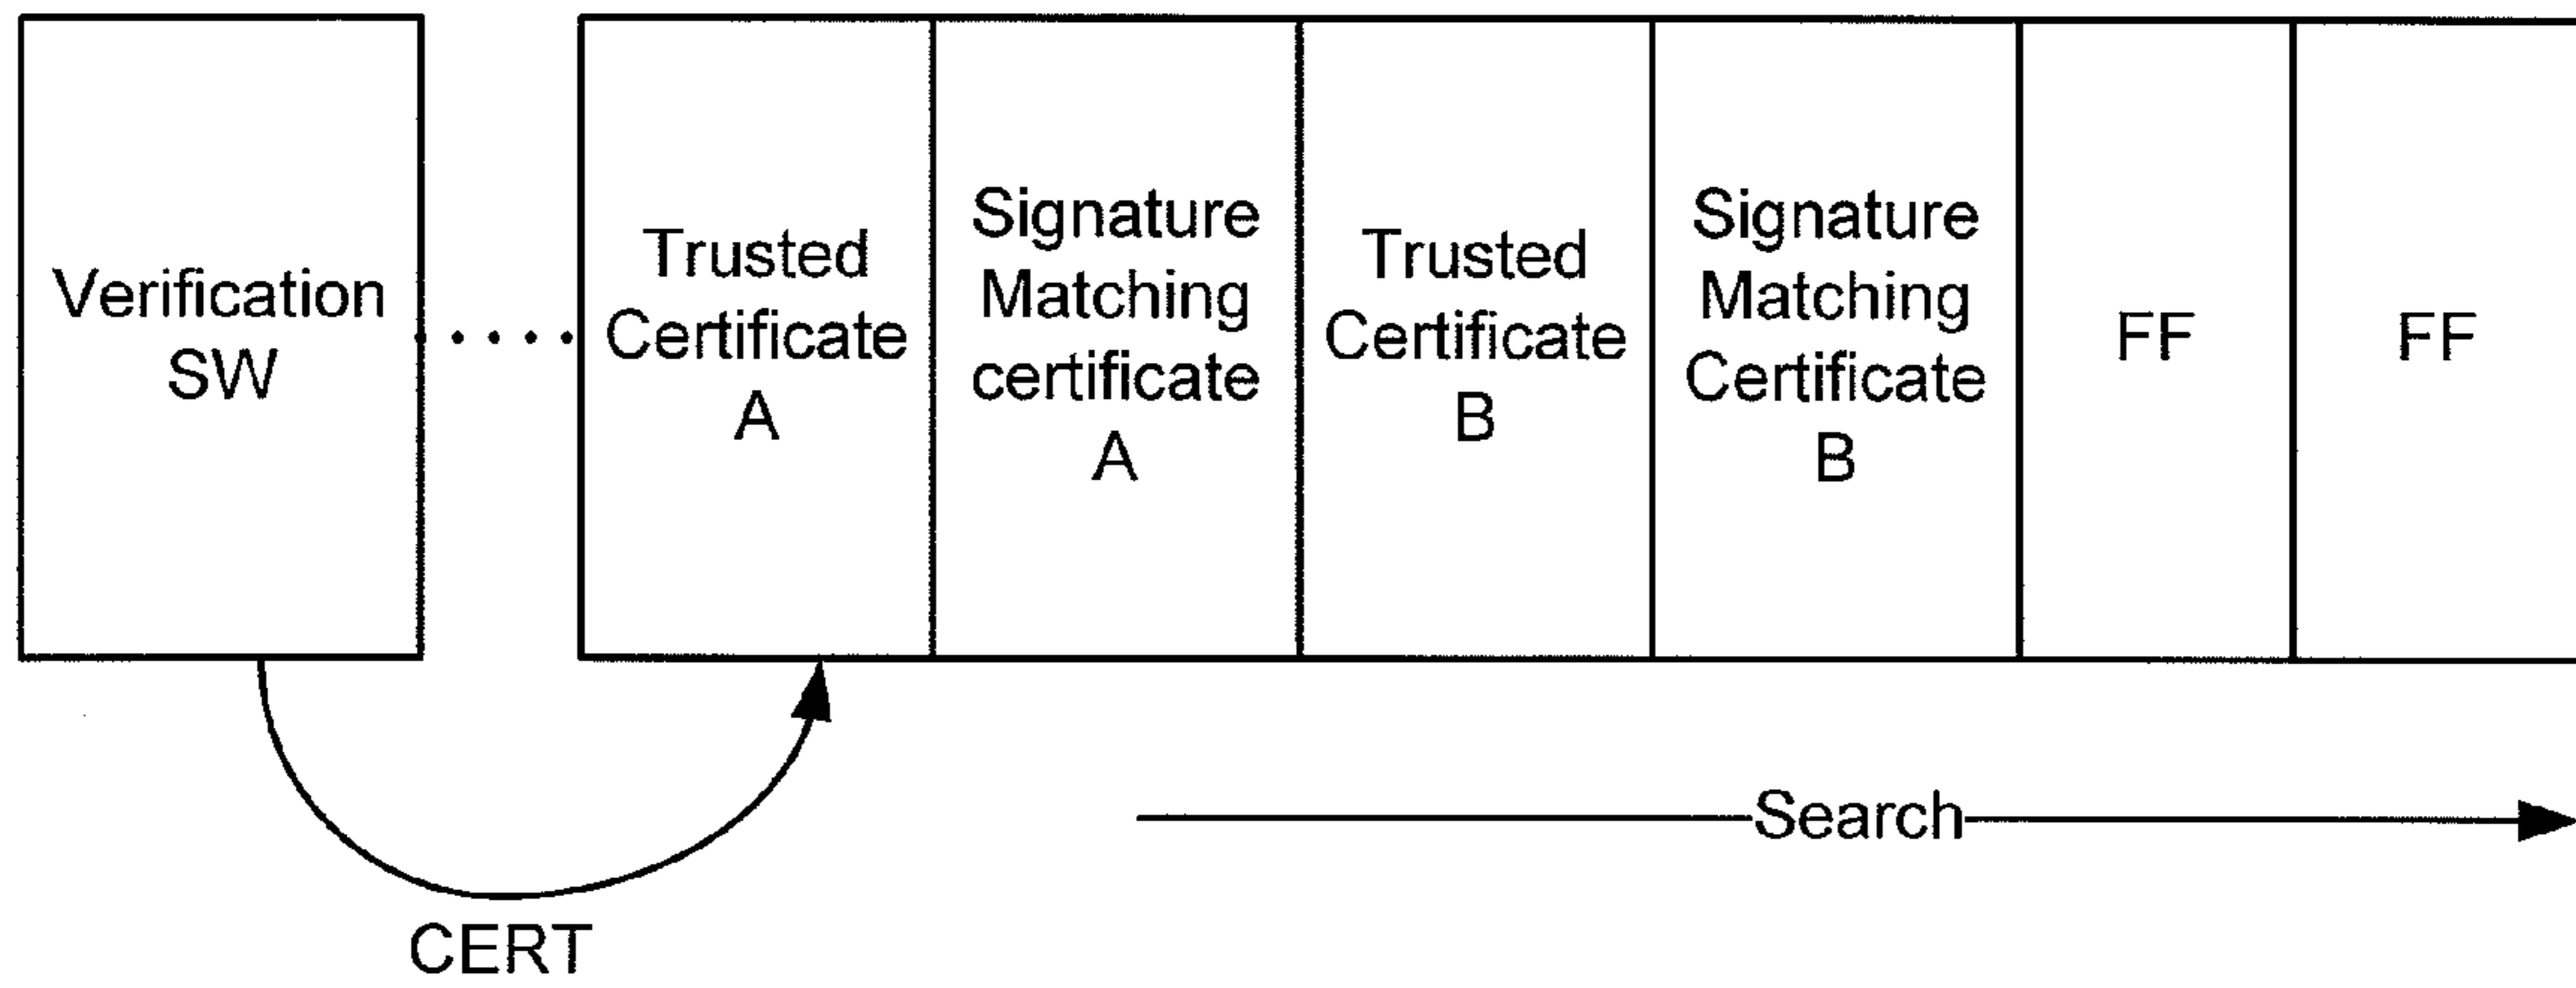 Verification
SW
Trusted
Certificate
A
Signature
Matching
certificate
A
Trusted
Certificate
B
Signature
Matching
Certificate
B
FF
FF
Search
CERT